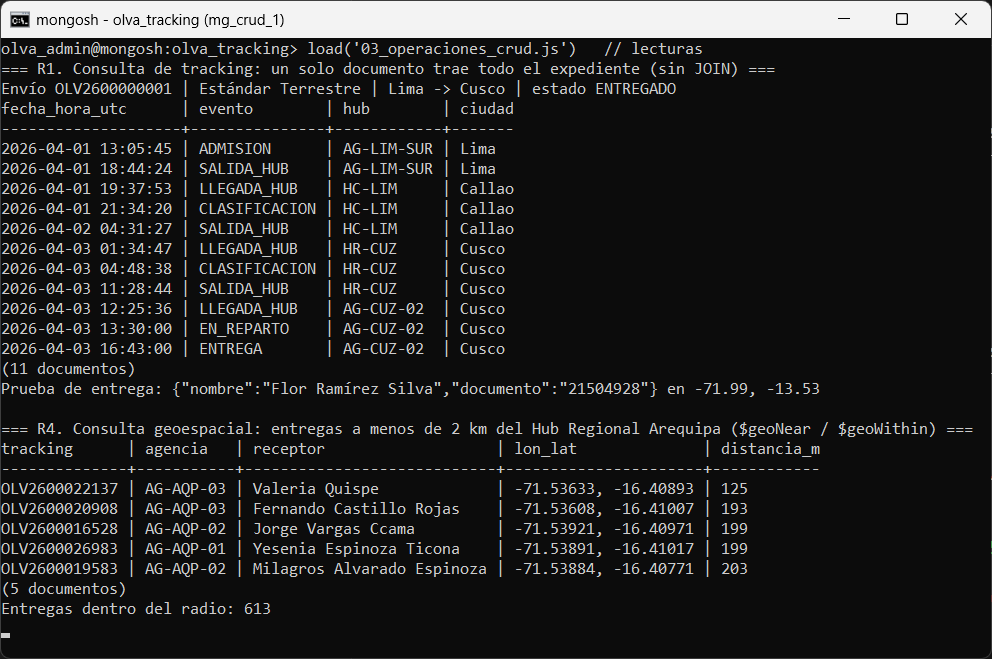 mongosh - olva_tracking (mg_crud_1)
olva_admin@mongosh:olva_tracking> load('03_operaciones_crud.js')   // lecturas
=== R1. Consulta de tracking: un solo documento trae todo el expediente (sin JOIN) ===
Envío OLV2600000001 | Estándar Terrestre | Lima -> Cusco | estado ENTREGADO
fecha_hora_utc      | evento        | hub        | ciudad
--------------------+---------------+------------+-------
2026-04-01 13:05:45 | ADMISION      | AG-LIM-SUR | Lima
2026-04-01 18:44:24 | SALIDA_HUB    | AG-LIM-SUR | Lima
2026-04-01 19:37:53 | LLEGADA_HUB   | HC-LIM     | Callao
2026-04-01 21:34:20 | CLASIFICACION | HC-LIM     | Callao
2026-04-02 04:31:27 | SALIDA_HUB    | HC-LIM     | Callao
2026-04-03 01:34:47 | LLEGADA_HUB   | HR-CUZ     | Cusco
2026-04-03 04:48:38 | CLASIFICACION | HR-CUZ     | Cusco
2026-04-03 11:28:44 | SALIDA_HUB    | HR-CUZ     | Cusco
2026-04-03 12:25:36 | LLEGADA_HUB   | AG-CUZ-02  | Cusco
2026-04-03 13:30:00 | EN_REPARTO    | AG-CUZ-02  | Cusco
2026-04-03 16:43:00 | ENTREGA       | AG-CUZ-02  | Cusco
(11 documentos)
Prueba de entrega: {"nombre":"Flor Ramírez Silva","documento":"21504928"} en -71.99, -13.53
=== R4. Consulta geoespacial: entregas a menos de 2 km del Hub Regional Arequipa ($geoNear / $geoWithin) ===
tracking      | agencia   | receptor                   | lon_lat              | distancia_m
--------------+-----------+----------------------------+----------------------+------------
OLV2600022137 | AG-AQP-03 | Valeria Quispe             | -71.53633, -16.40893 | 125
OLV2600020908 | AG-AQP-03 | Fernando Castillo Rojas    | -71.53608, -16.41007 | 193
OLV2600016528 | AG-AQP-02 | Jorge Vargas Ccama         | -71.53921, -16.40971 | 199
OLV2600026983 | AG-AQP-01 | Yesenia Espinoza Ticona    | -71.53891, -16.41017 | 199
OLV2600019583 | AG-AQP-02 | Milagros Alvarado Espinoza | -71.53884, -16.40771 | 203
(5 documentos)
Entregas dentro del radio: 613